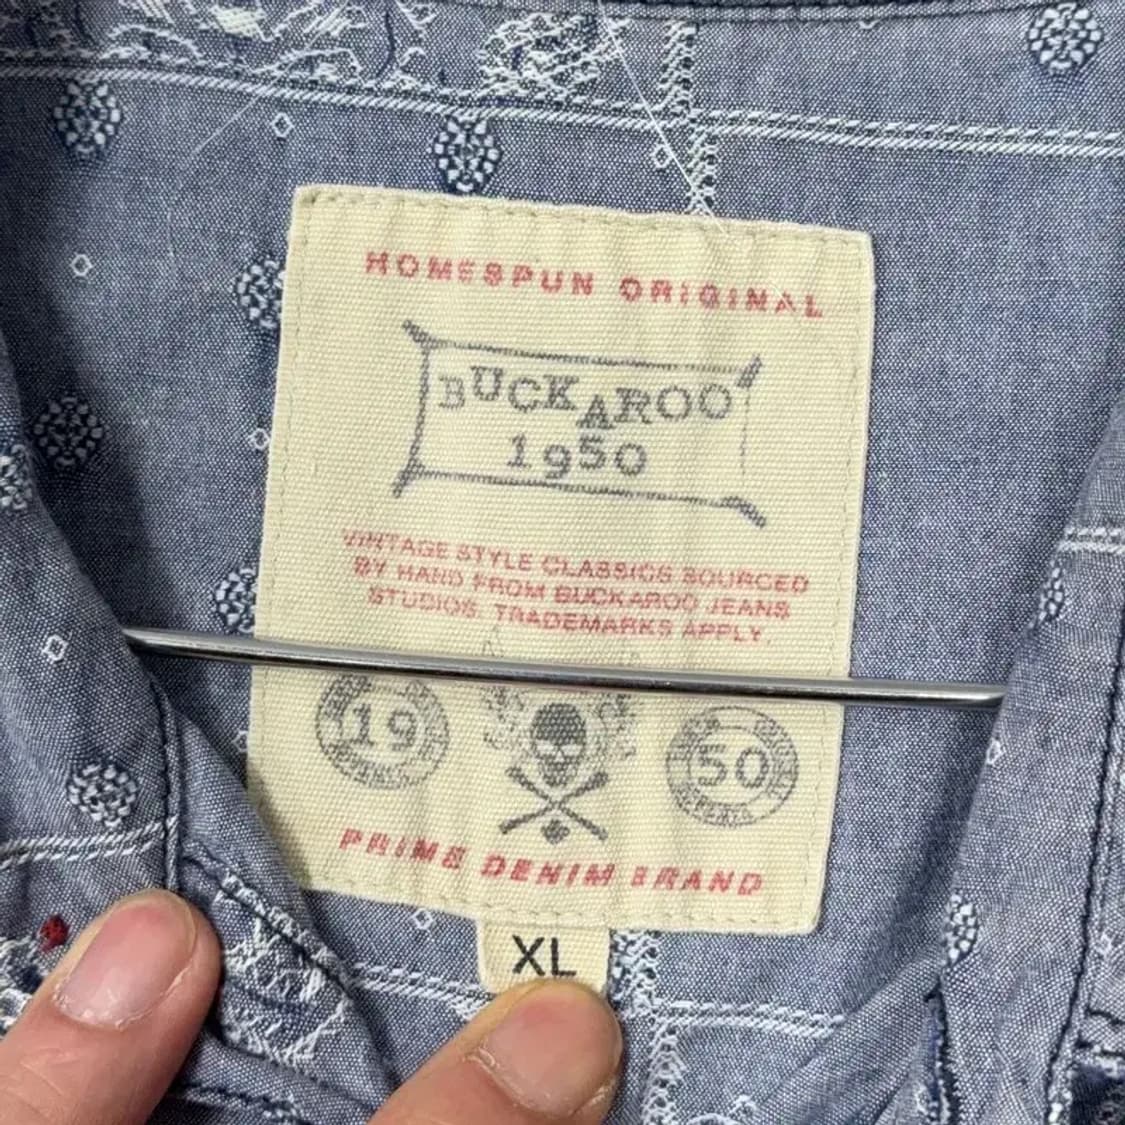 HOMESPUN ORIGINAL
BUCKAROO
1950
VINTAGE STYLE CLASSICS SOURCED
BY HAND FROM BUCKAROO JEANS
STUDIOS. TRADEMARKS APPLY.
19
50
PRIME DENIM BRAND
XL